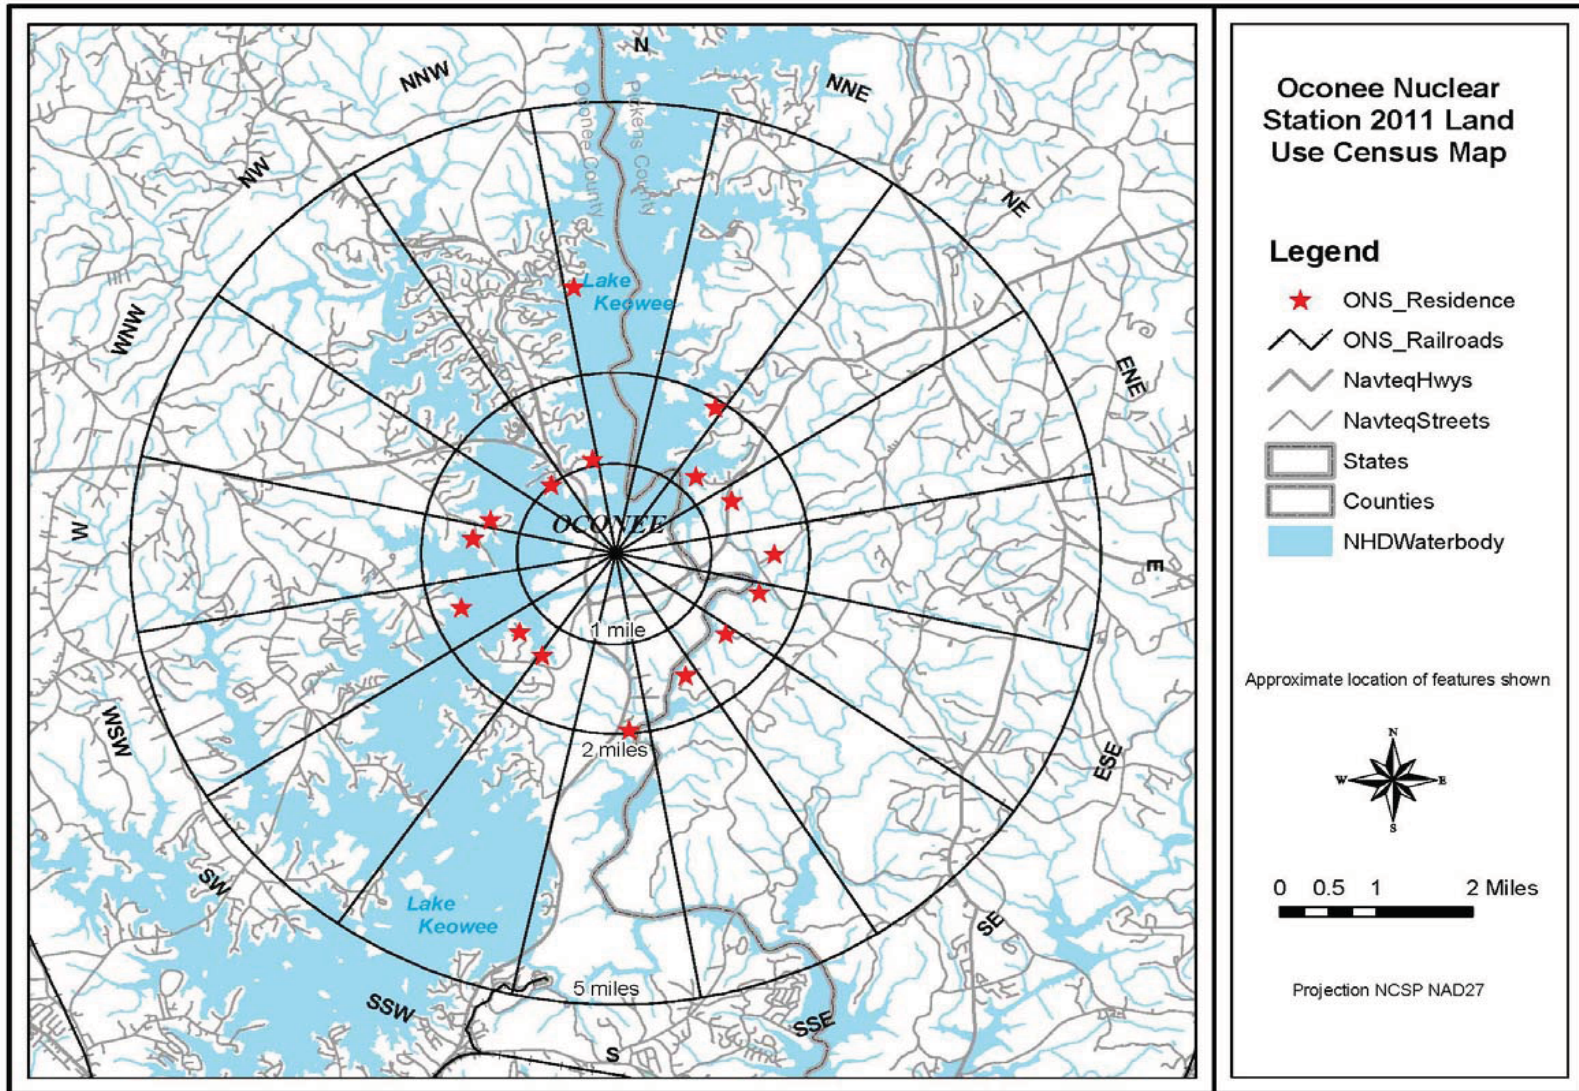 N
NNW
NNE
Oconee County
Pickens County
NW
NE
Lake
Keowee
WNW
ENE
OCONEE
W
E
1 mile
2 miles
WSW
ESE
SW
Lake
Keowee
SE
5 miles
SSW
SSE
S
Oconee Nuclear
Station 2011 Land
Use Census Map
Legend
ONS_Residence
ONS_Railroads
NavteqHwys
NavteqStreets
States
Counties
NHDWaterbody
Approximate location of features shown
N
W E
S
0 0.5 1 2 Miles
Projection NCSP NAD27